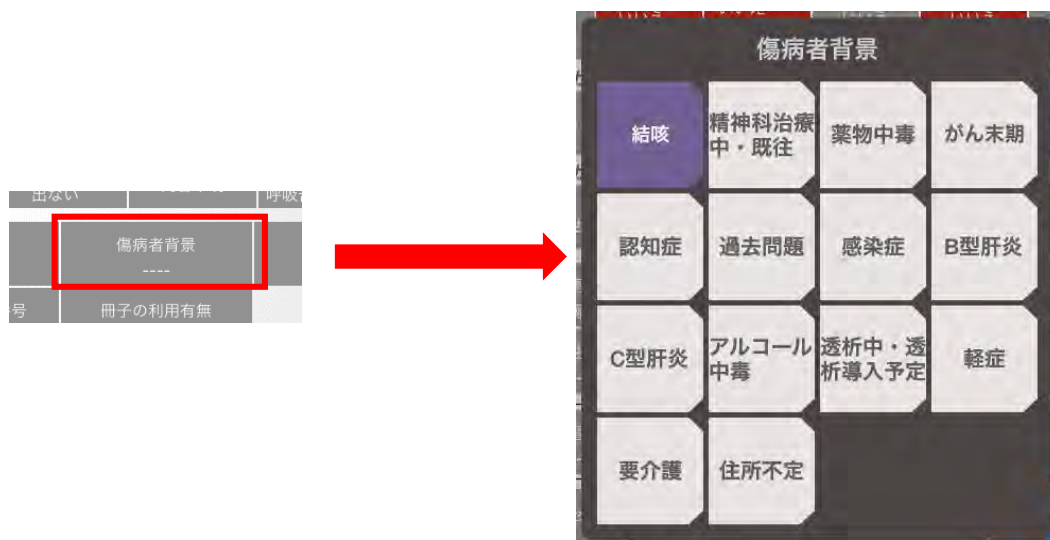 出ない
呼吸
傷病者背景
----
号
冊子の利用有無
傷病者背景
結咳
精神科治療
中・既往
薬物中毒
がん末期
認知症
過去問題
感染症
B型肝炎
C型肝炎
アルコール
中毒
透析中・透
析導入予定
軽症
要介護
住所不定